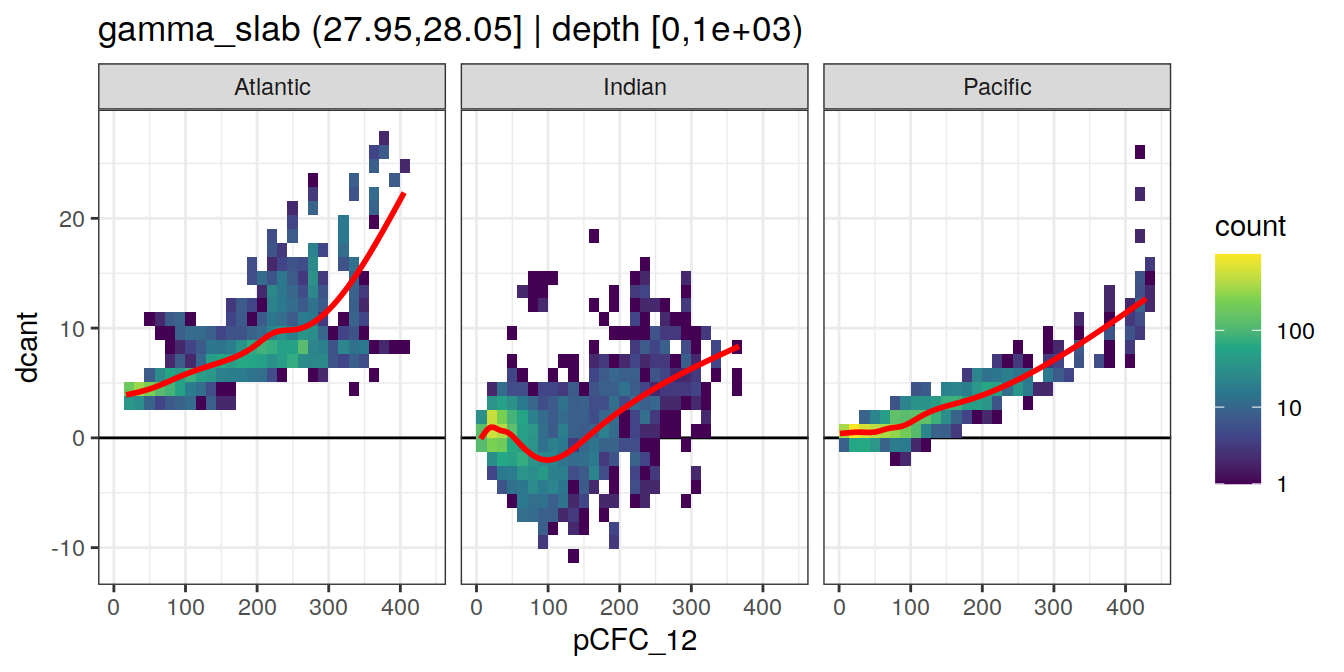 gamma_slab (27.95,28.05] | depth [0,1e+03)
Atlantic
Indian
Pacific
dcant
20
10
0
-10
0 100 200 300 400
0 100 200 300 400
0 100 200 300 400
pCFC_12
count
100
10
1